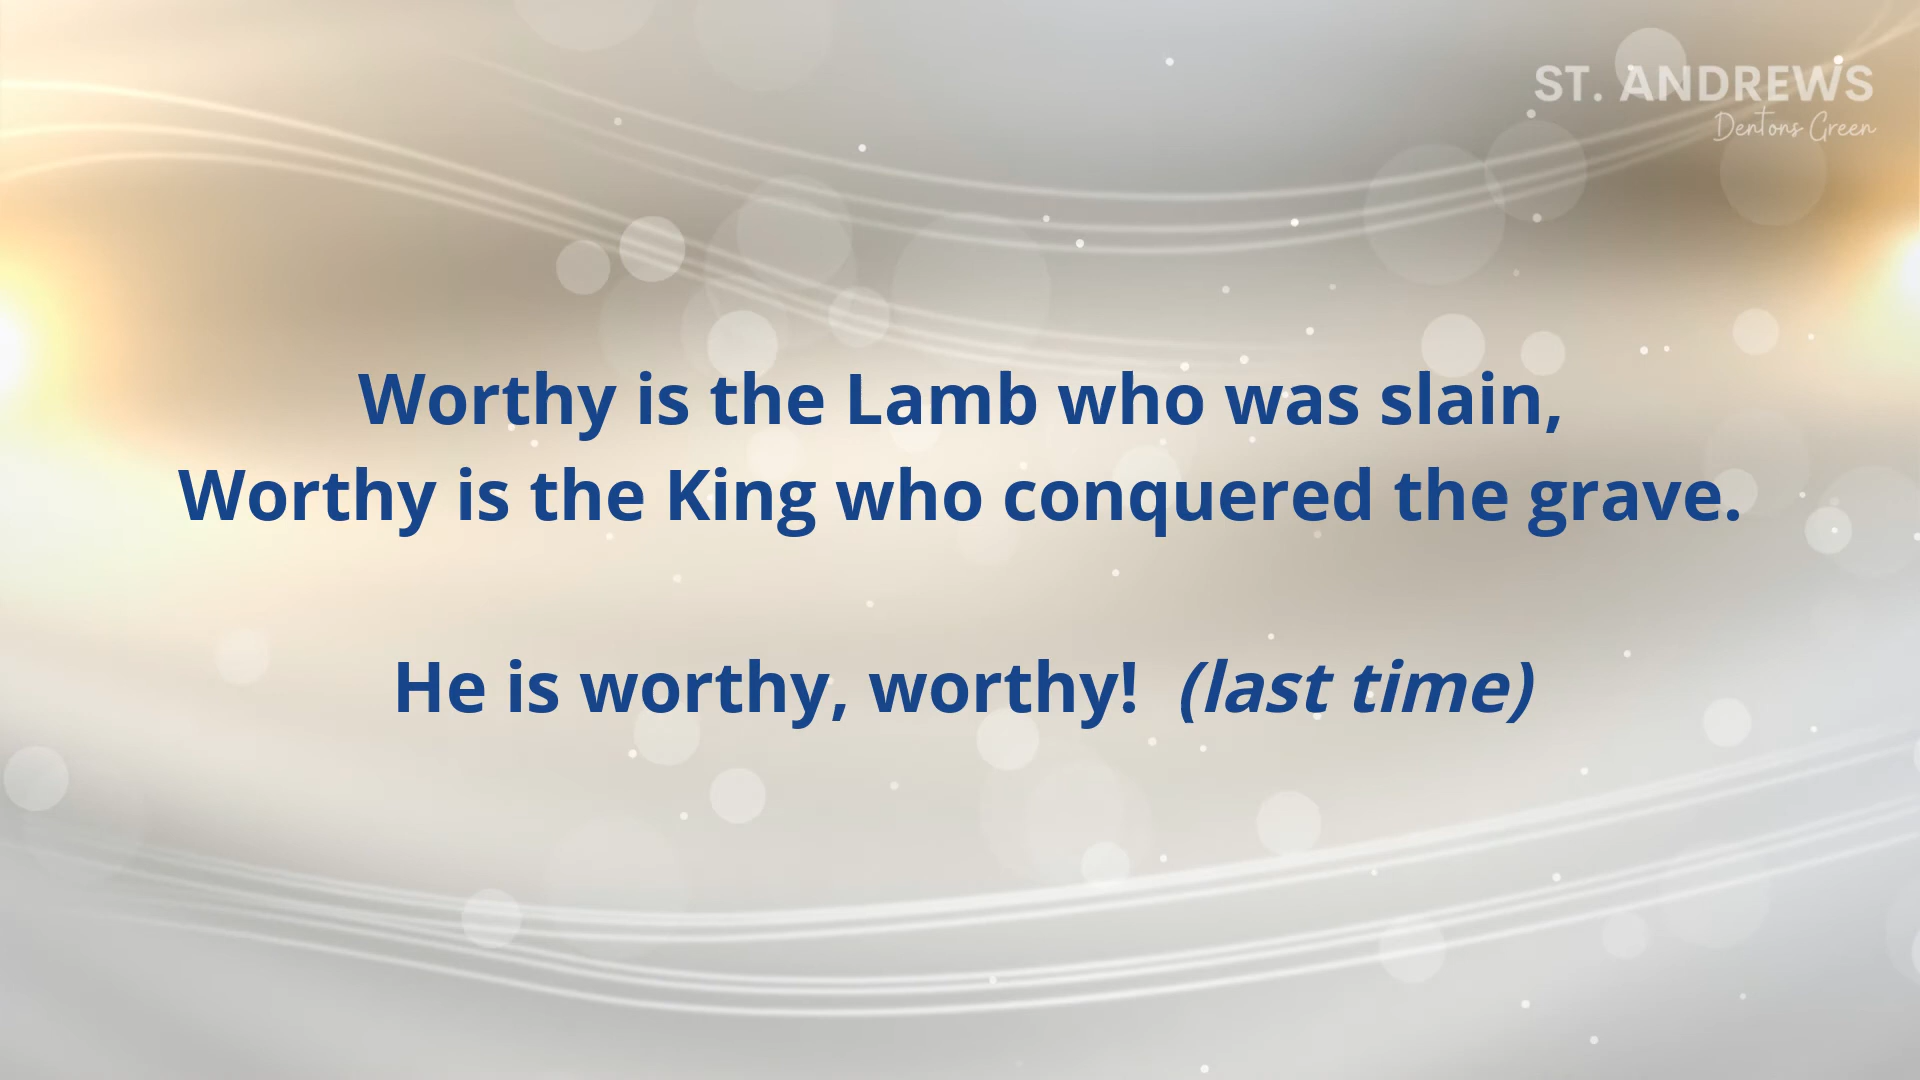 ST. ANDREWS
Dentons Green
Worthy is the Lamb who was slain,
Worthy is the King who conquered the grave.
He is worthy, worthy!  (last time)